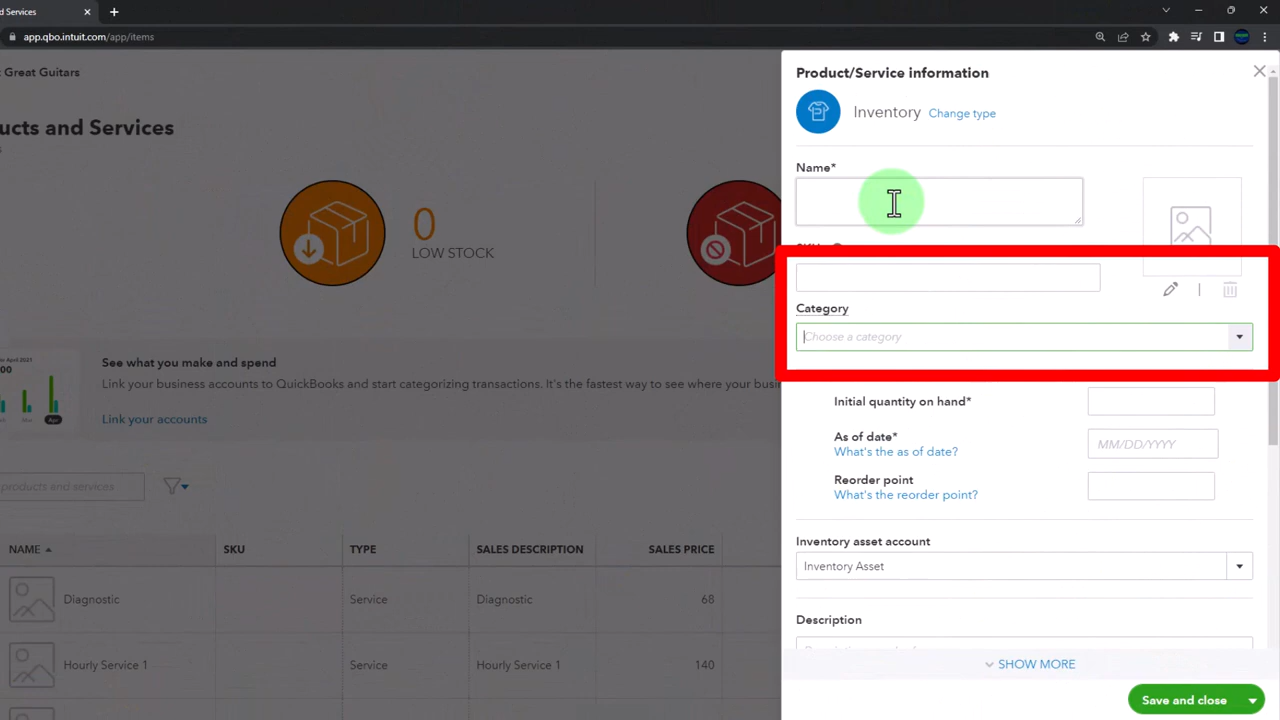 d Services
app.qbo.intuit.com/app/items
Great Guitars
ucts and Services
0
LOW STOCK
See what you make and spend
Link your business accounts to QuickBooks and start categorizing transactions. It's the fastest way to see where your busi
Link your accounts
products and services
NAME SKU TYPE SALES DESCRIPTION SALES PRICE
Diagnostic Service Diagnostic 68
Hourly Service 1 Service Hourly Service 1 140
Product/Service information
Inventory Change type
Name*
Category
Choose a category
Initial quantity on hand*
As of date*
MM/DD/YYYY
What's the as of date?
Reorder point
What's the reorder point?
Inventory asset account
Inventory Asset
Description
SHOW MORE
Save and close